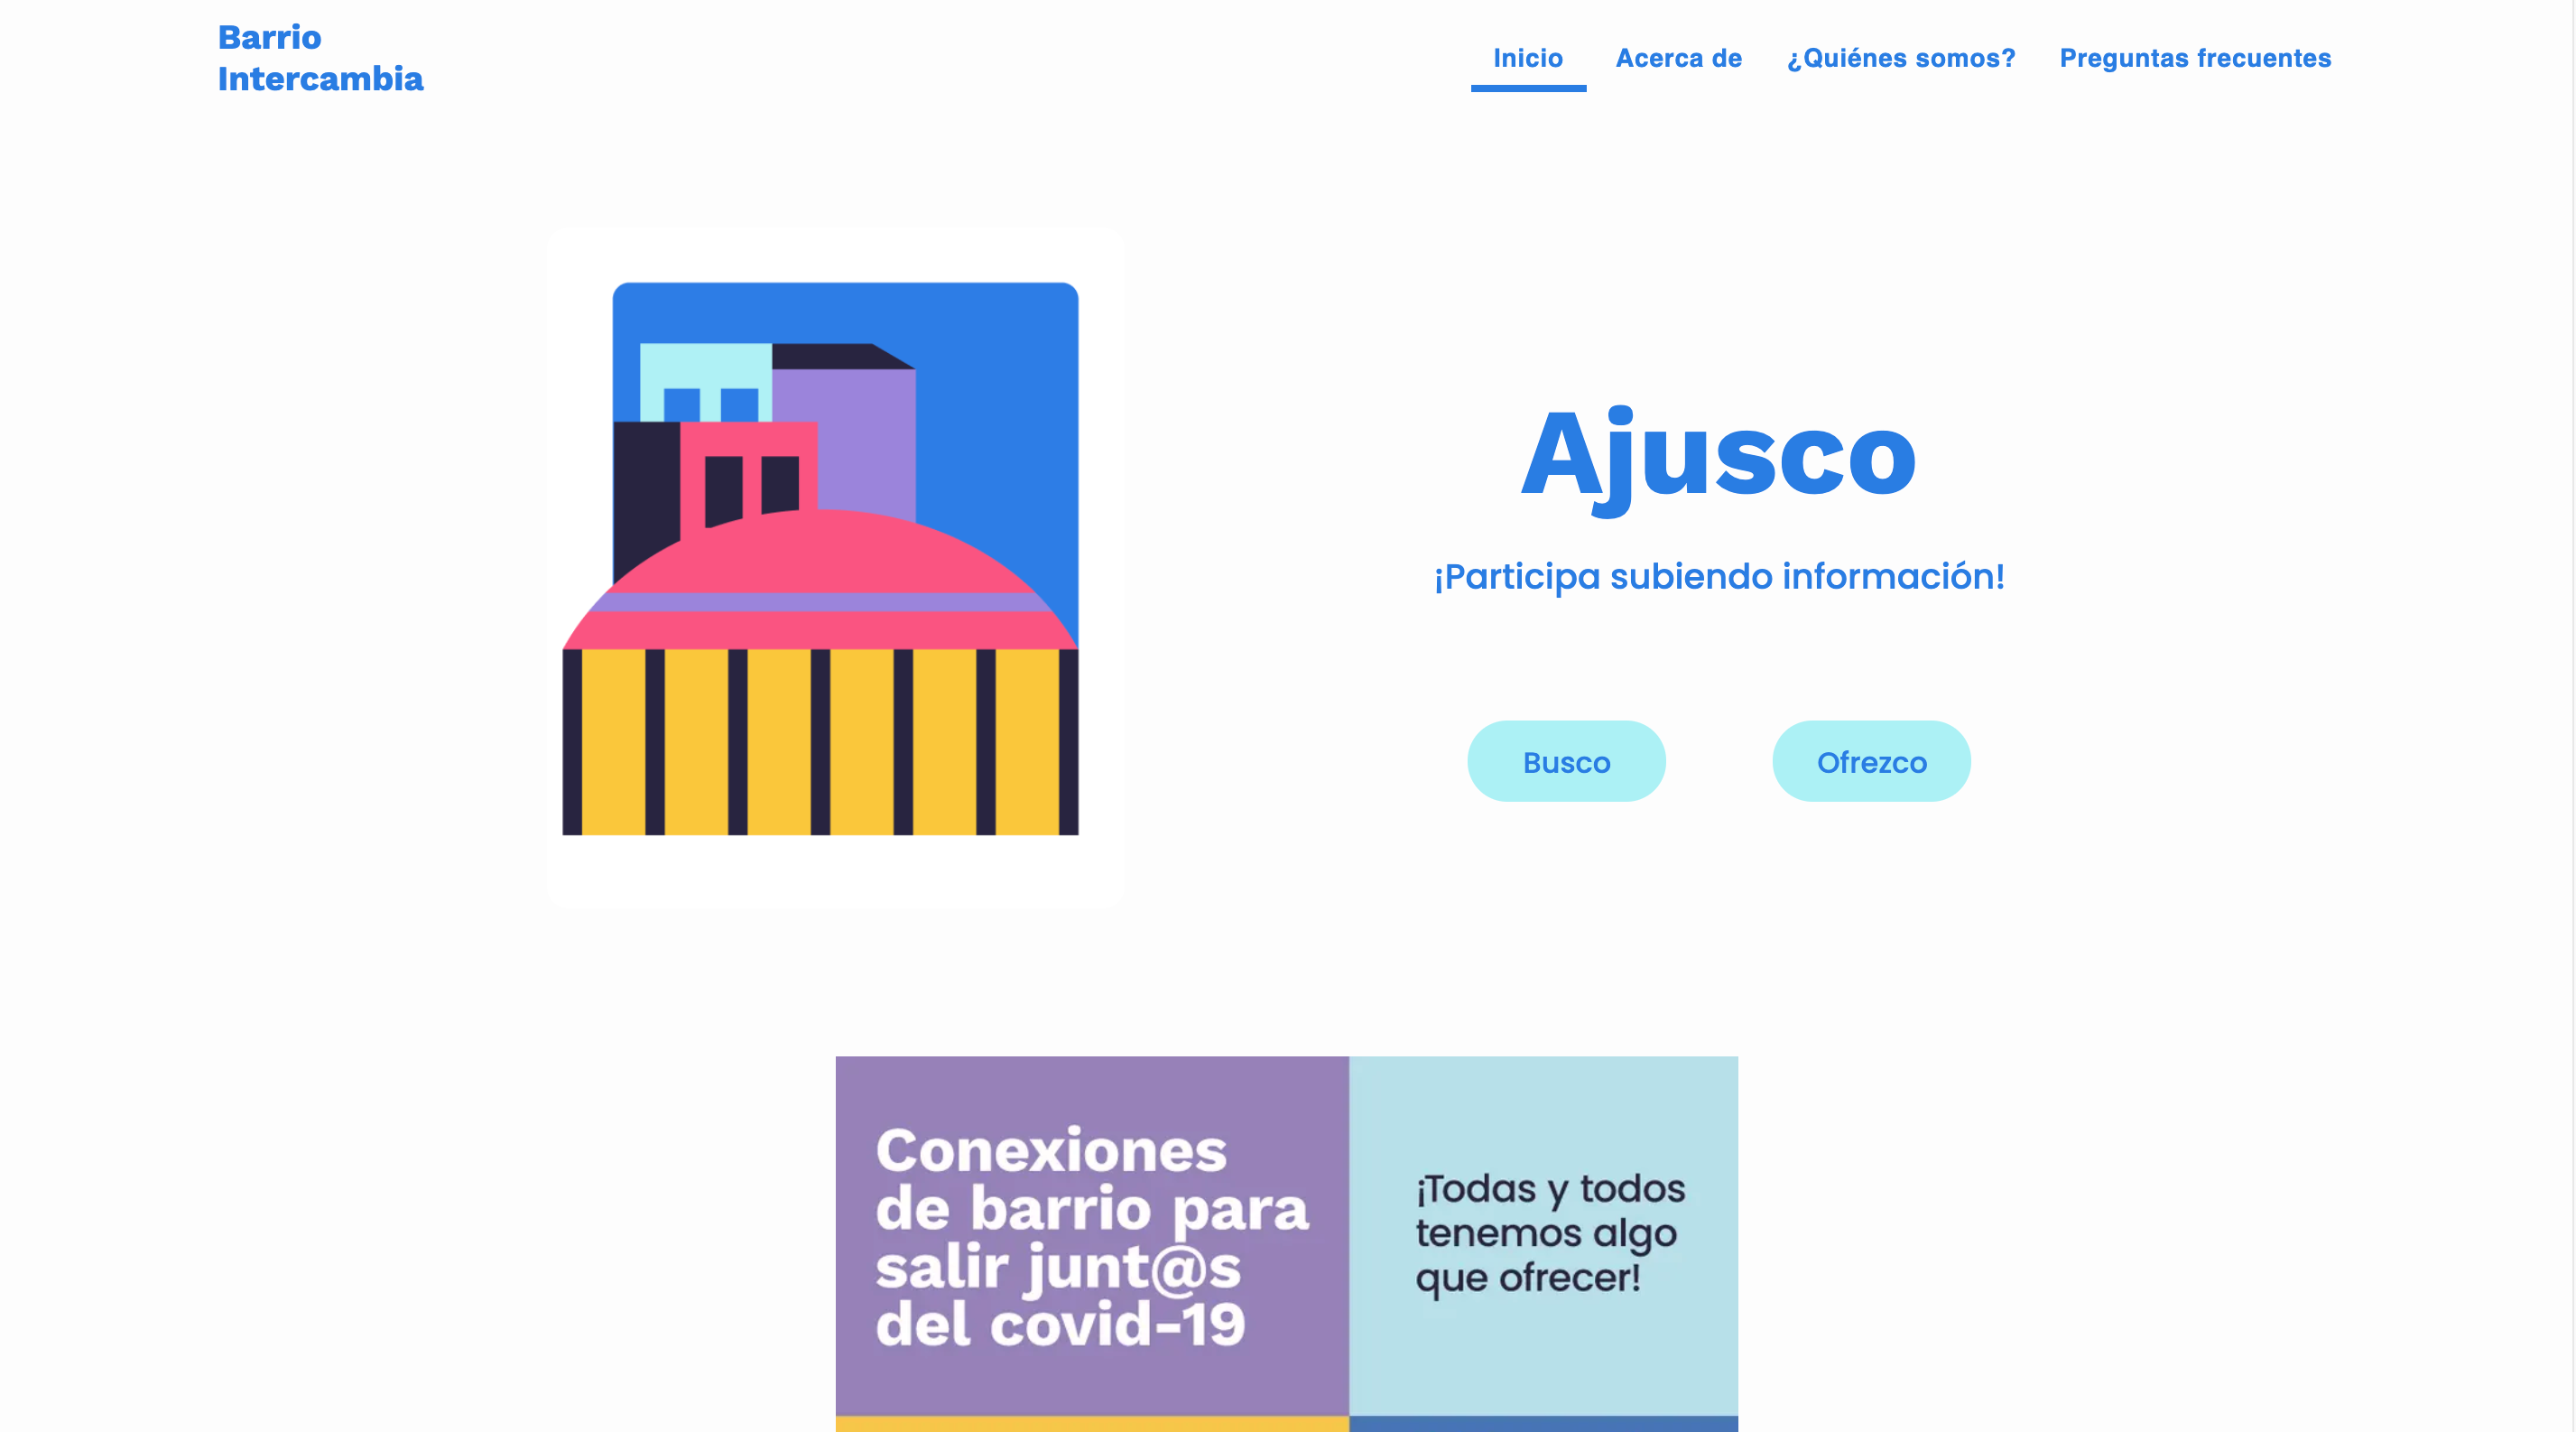 Barrio
Intercambia
Inicio
Acerca de
¿Quiénes somos?
Preguntas frecuentes
Ajusco
¡Participa subiendo información!
Busco
Ofrezco
Conexiones
de barrio para
salir junt@s
del covid-19
¡Todas y todos
tenemos algo
que ofrecer!